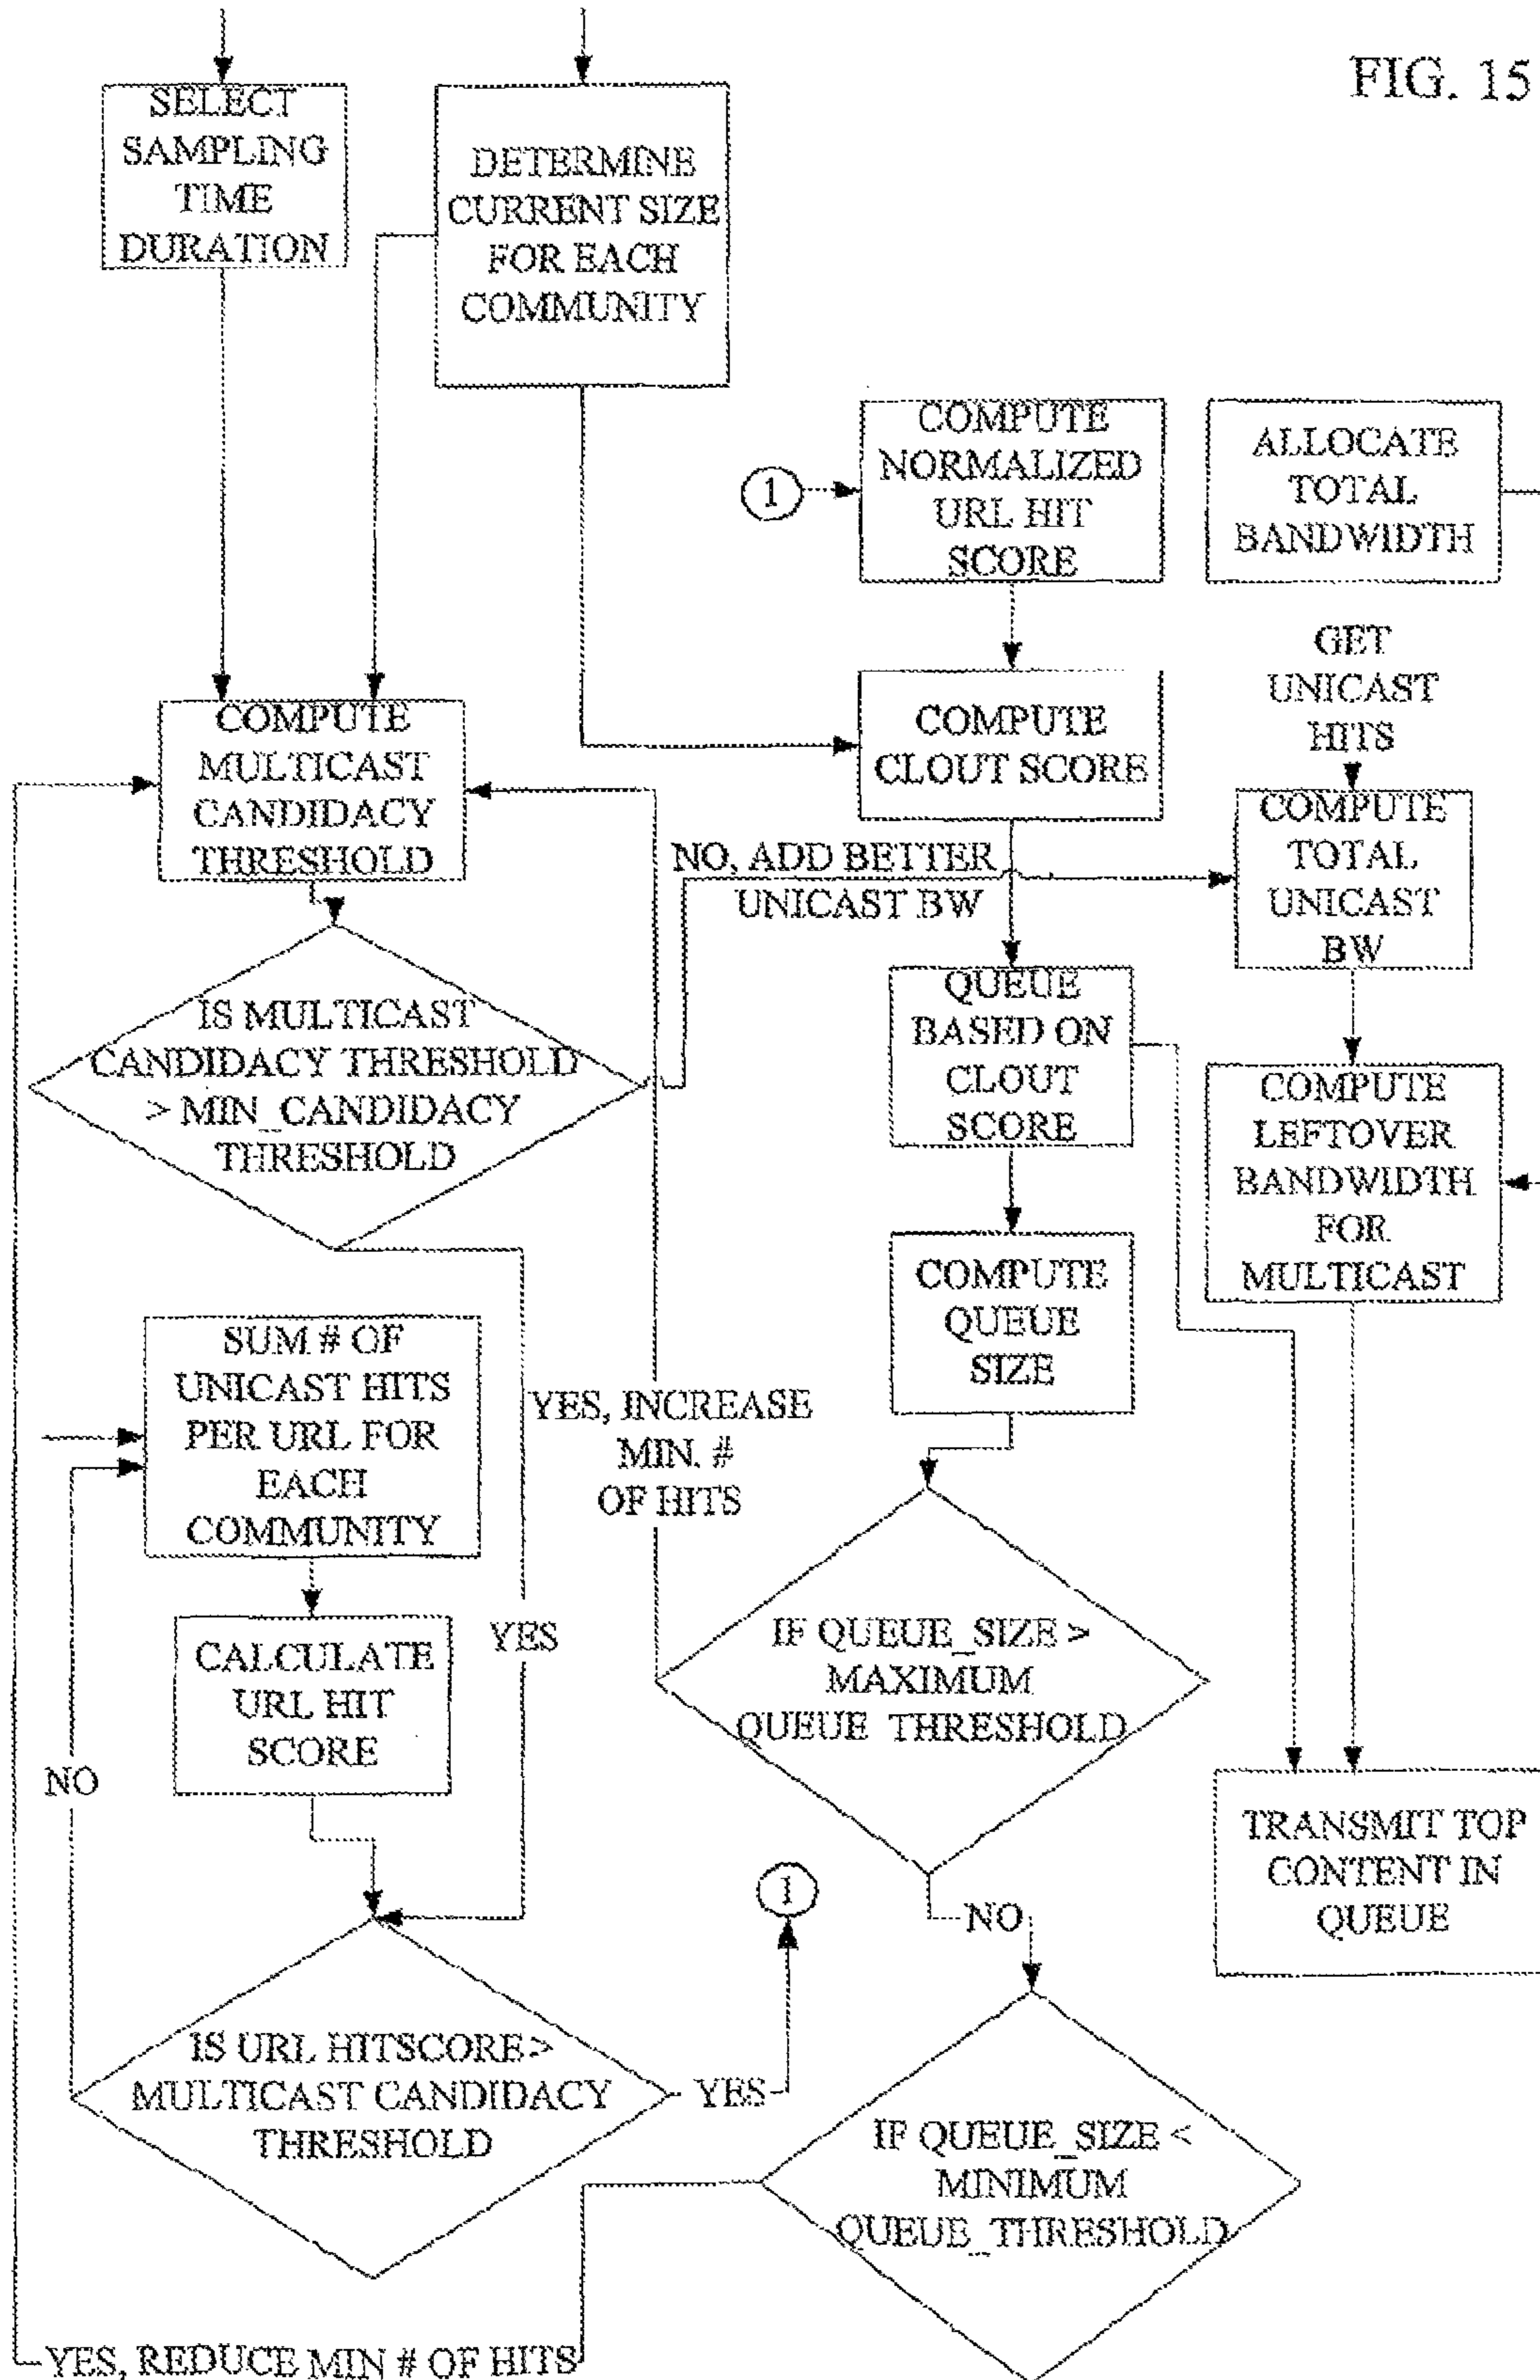 FIG. 15
SELECT
SAMPLING
TIME
DURATION
DETERMINE
CURRENT SIZE
FOR EACH
COMMUNITY
COMPUTE
NORMALIZED
URL HIT
SCORE
1
ALLOCATE
TOTAL
BANDWIDTH
GET
UNICAST
HITS
COMPUTE
MULTICAST
CANDIDACY
THRESHOLD
COMPUTE
CLOUT SCORE
COMPUTE
TOTAL
UNICAST
BW
NO, ADD BETTER
UNICAST BW
IS MULTICAST
CANDIDACY THRESHOLD
> MIN_CANDIDACY
THRESHOLD
QUEUE
BASED ON
CLOUT
SCORE
COMPUTE
LEFTOVER
BANDWIDTH
FOR
MULTICAST
COMPUTE
QUEUE
SIZE
SUM # OF
UNICAST HITS
PER URL FOR
EACH
COMMUNITY
YES, INCREASE
MIN. #
OF HITS
CALCULATE
URL HIT
SCORE
YES
NO
IF QUEUE_SIZE >
MAXIMUM
QUEUE THRESHOLD
TRANSMIT TOP
CONTENT IN
QUEUE
1
NO
IS URL HITSCORE >
MULTICAST CANDIDACY
THRESHOLD
YES
IF QUEUE_SIZE <
MINIMUM
QUEUE_THRESHOLD
YES, REDUCE MIN # OF HITS